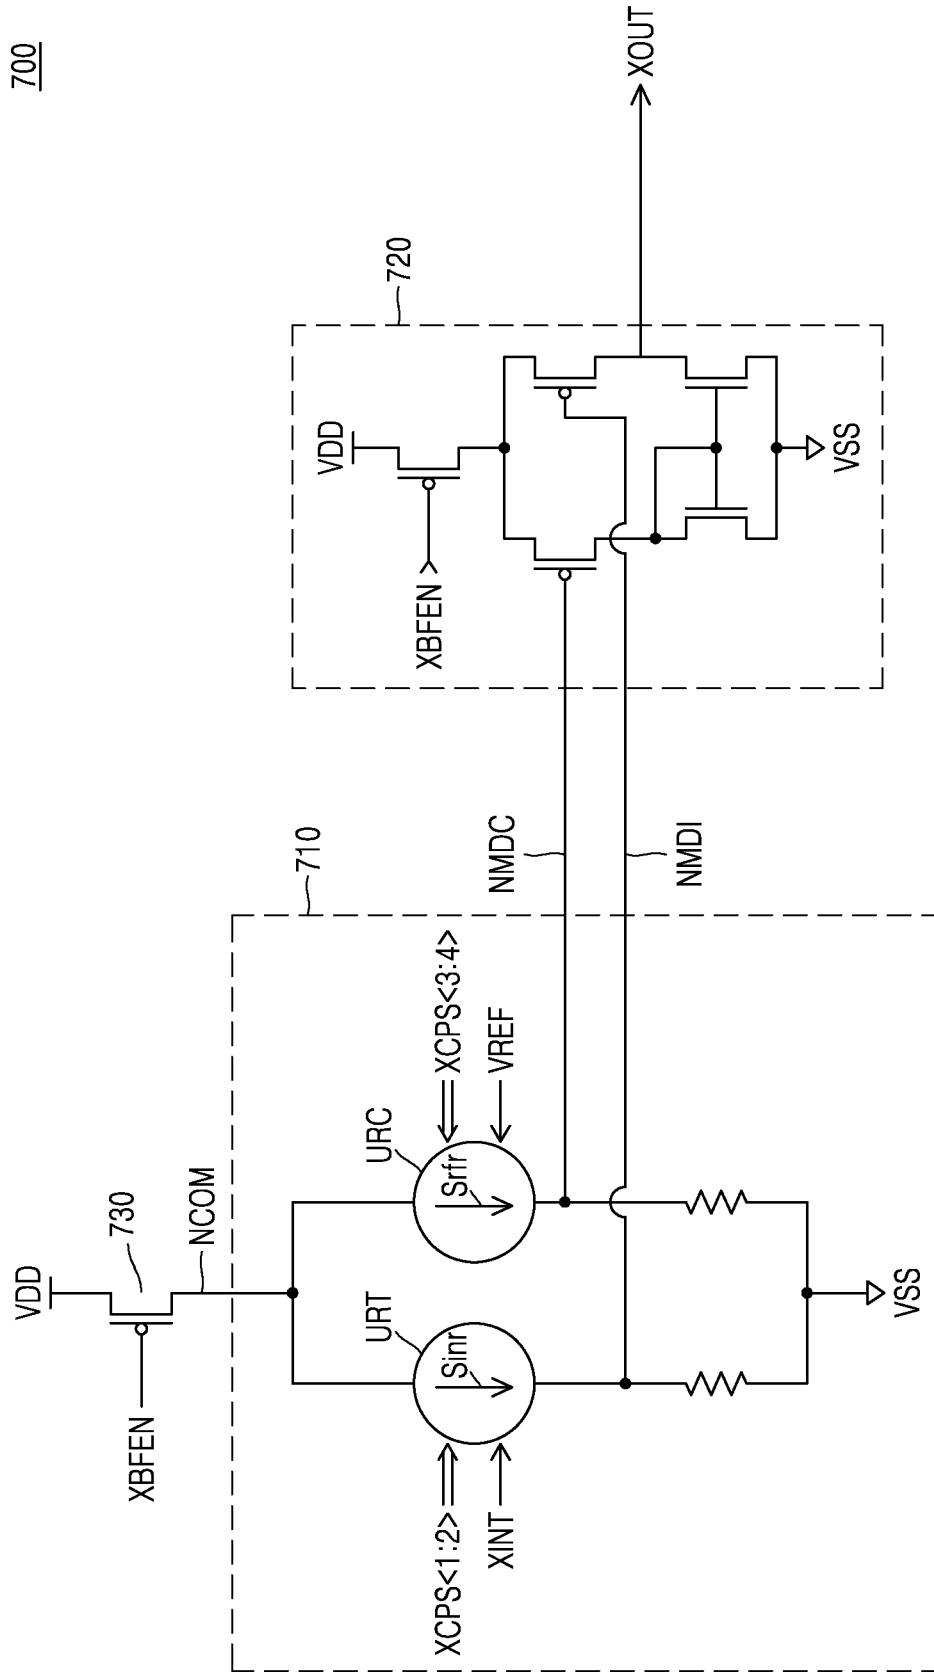 700
VDD
XBFEN
730
NCOM
710
URT
URC
Sinr
Srfr
XCPS<1:2>
XINT
XCPS<3:4>
VREF
VSS
NMDC
NMDI
720
VDD
XBFEN
VSS
XOUT